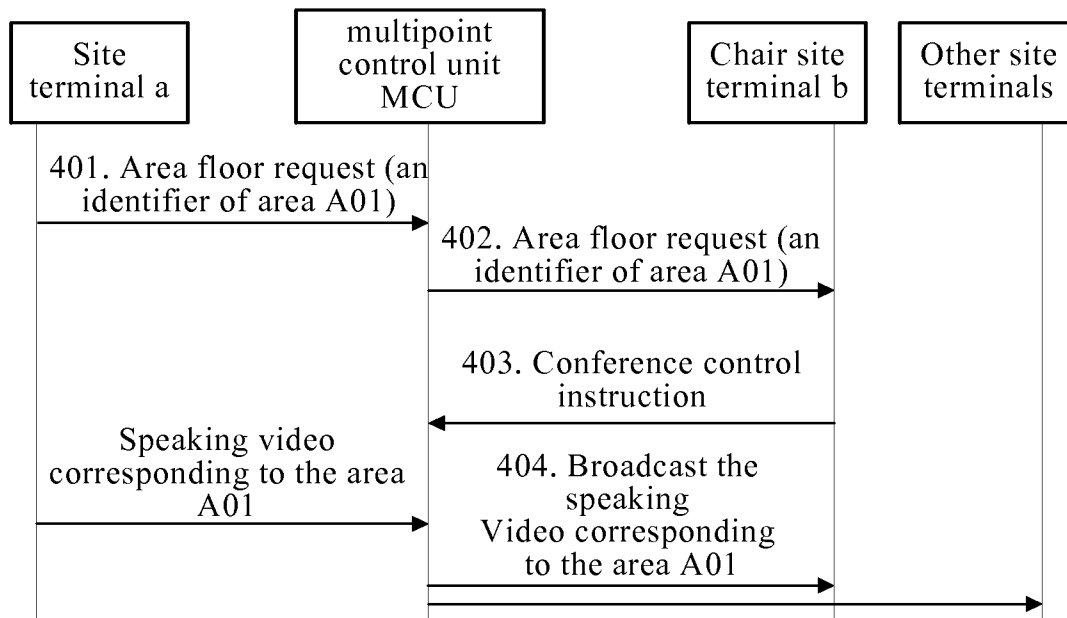 Site
terminal a
multipoint
control unit
MCU
Chair site
terminal b
Other site
terminals
401. Area floor request (an
identifier of area A01)
402. Area floor request (an
identifier of area A01)
403. Conference control
instruction
Speaking video
corresponding to the area
A01
404. Broadcast the
speaking
Video corresponding
to the area A01